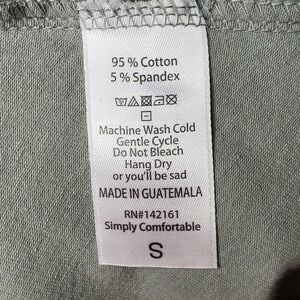 95 % Cotton
5 % Spandex
Machine Wash Cold
Gentle Cycle
Do Not Bleach
Hang Dry
or you'll be sad
MADE IN GUATEMALA
RN#142161
Simply Comfortable
S